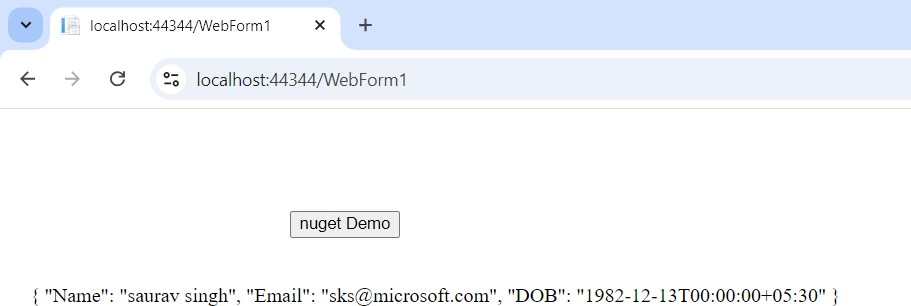 localhost:44344/WebForm1
localhost:44344/WebForm1
nuget Demo
{ "Name": "saurav singh", "Email": "sks@microsoft.com", "DOB": "1982-12-13T00:00:00+05:30" }